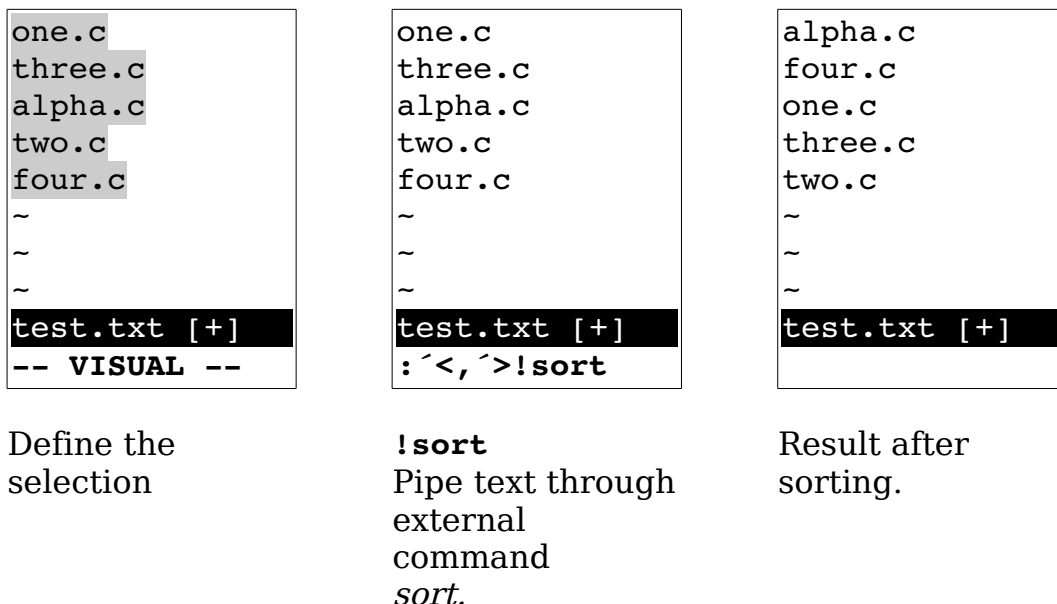 one.c
three.c
alpha.c
two.c
four.c
~
~
~
test.txt [+]
-- VISUAL --
Define the
selection
one.c
three.c
alpha.c
two.c
four.c
~
~
~
test.txt [+]
:´<,´>!sort
!sort
Pipe text through
external
command
sort.
alpha.c
four.c
one.c
three.c
two.c
~
~
~
test.txt [+]
Result after
sorting.